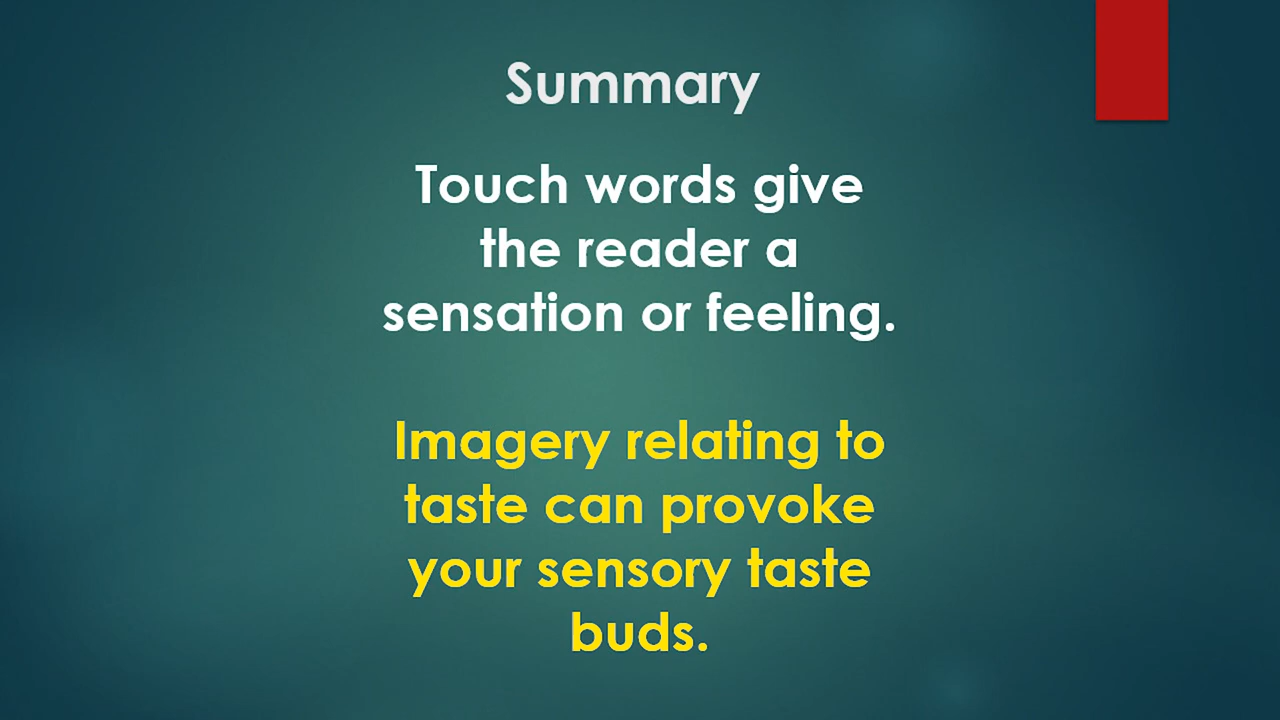 Summary
Touch words give
the reader a
sensation or feeling.
Imagery relating to
taste can provoke
your sensory taste
buds.